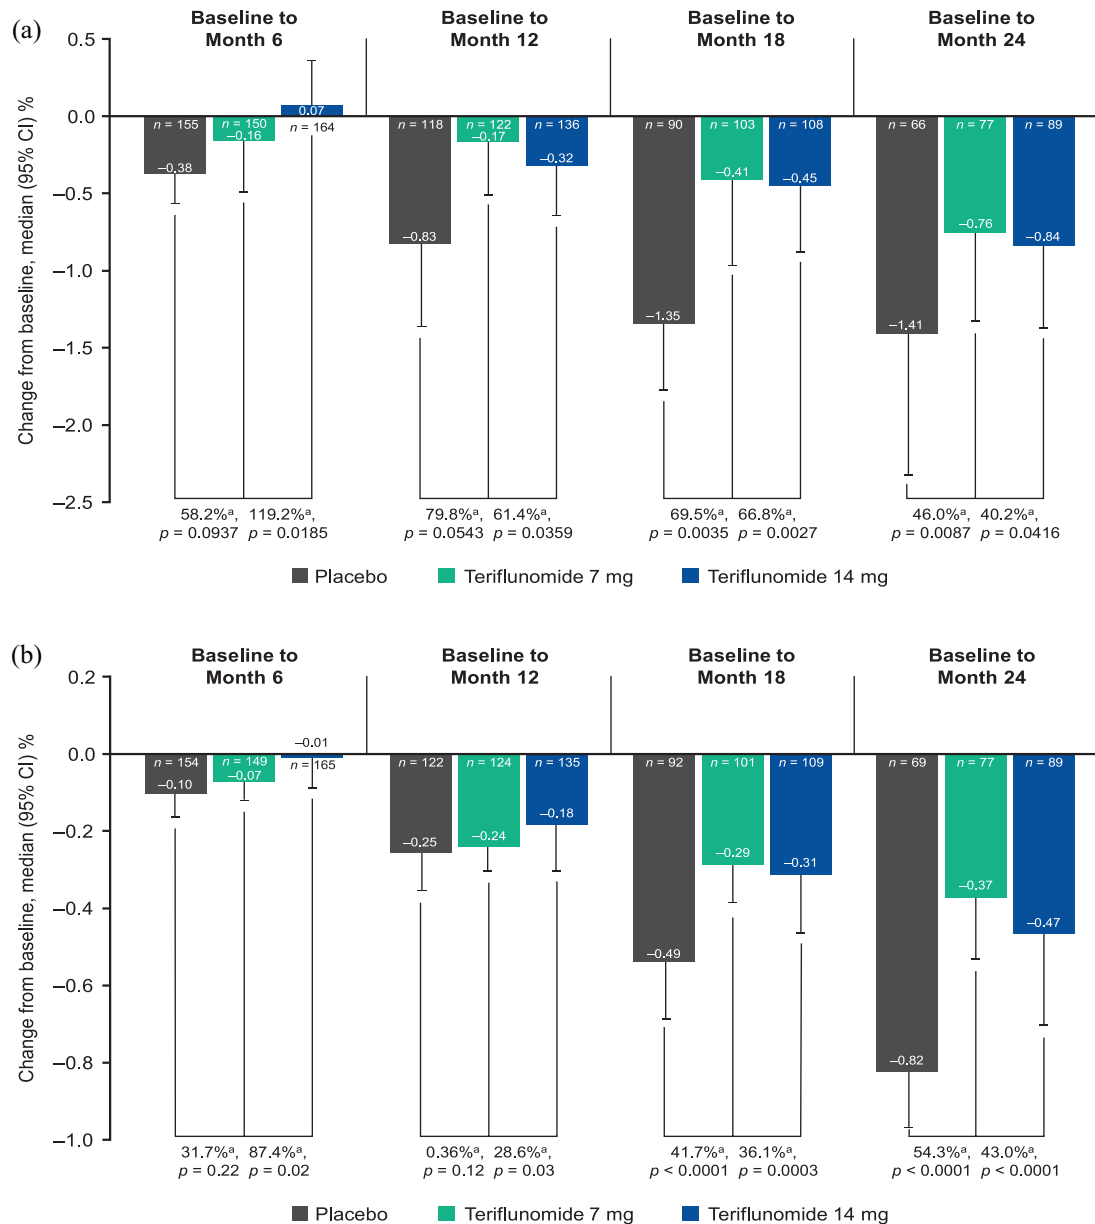 (a)
Baseline to Month 6
Baseline to Month 12
Baseline to Month 18
Baseline to Month 24
Change from baseline, median (95% CI) %
0.5
0.0
–0.5
–1.0
–1.5
–2.0
–2.5
n = 155
–0.38
n = 150
–0.16
0.07
n = 164
n = 118
–0.83
n = 122
–0.17
n = 136
–0.32
n = 90
–1.35
n = 103
–0.41
n = 108
–0.45
n = 66
–1.41
n = 77
–0.76
n = 89
–0.84
58.2%ᵃ, 119.2%ᵃ,
p = 0.0937 p = 0.0185
79.8%ᵃ, 61.4%ᵃ,
p = 0.0543 p = 0.0359
69.5%ᵃ, 66.8%ᵃ,
p = 0.0035 p = 0.0027
46.0%ᵃ, 40.2%ᵃ,
p = 0.0087 p = 0.0416
Placebo Teriflunomide 7 mg Teriflunomide 14 mg
(b)
Baseline to Month 6
Baseline to Month 12
Baseline to Month 18
Baseline to Month 24
Change from baseline, median (95% CI) %
0.2
0.0
–0.2
–0.4
–0.6
–0.8
–1.0
n = 154
–0.10
n = 149
–0.07
–0.01
n = 165
n = 122
–0.25
n = 124
–0.24
n = 135
–0.18
n = 92
–0.49
n = 101
–0.29
n = 109
–0.31
n = 69
–0.82
n = 77
–0.37
n = 89
–0.47
31.7%ᵃ, 87.4%ᵃ,
p = 0.22 p = 0.02
0.36%ᵃ, 28.6%ᵃ,
p = 0.12 p = 0.03
41.7%ᵃ, 36.1%ᵃ,
p < 0.0001 p = 0.0003
54.3%ᵃ, 43.0%ᵃ,
p < 0.0001 p < 0.0001
Placebo Teriflunomide 7 mg Teriflunomide 14 mg